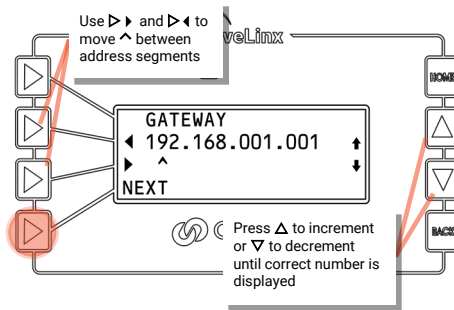 Use ▷ ▶ and ▷ ◀ to
move ^ between
address segments
veLinx
HOME
GATEWAY
◀ 192.168.001.001 ⬆
▶ ^ ⬇
NEXT
BACK
Press △ to increment
or ▽ to decrement
until correct number is
displayed